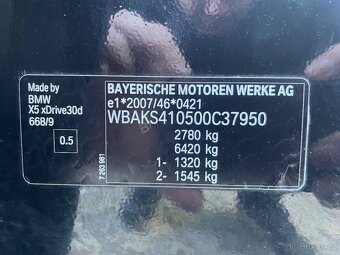 Made by
BMW
X5 xDrive30d
668/9
0.5
7 263 981
BAYERISCHE MOTOREN WERKE AG
e1*2007/46*0421
WBAKS410500C37950
2780 kg
6420 kg
1- 1320 kg
2- 1545 kg